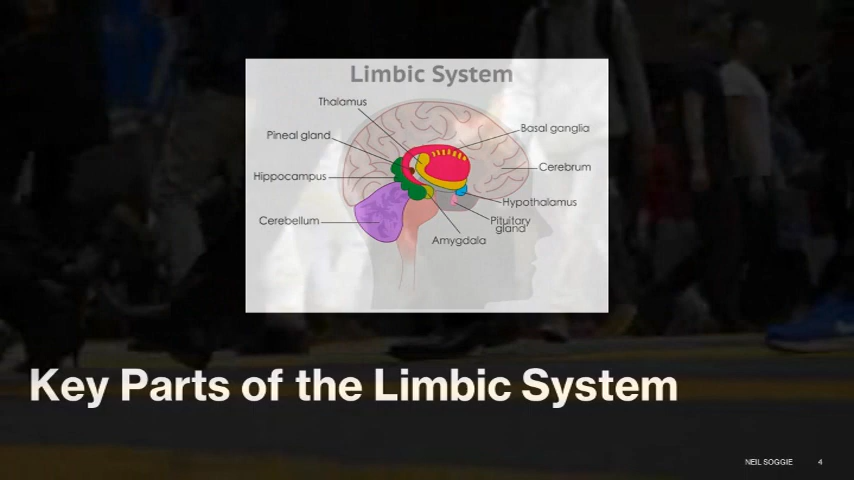 Limbic System
Thalamus
Pineal gland
Basal ganglia
Cerebrum
Hippocampus
Hypothalamus
Cerebellum
Pituitary
gland
Amygdala
Key Parts of the Limbic System
NEIL SOGGIE
4